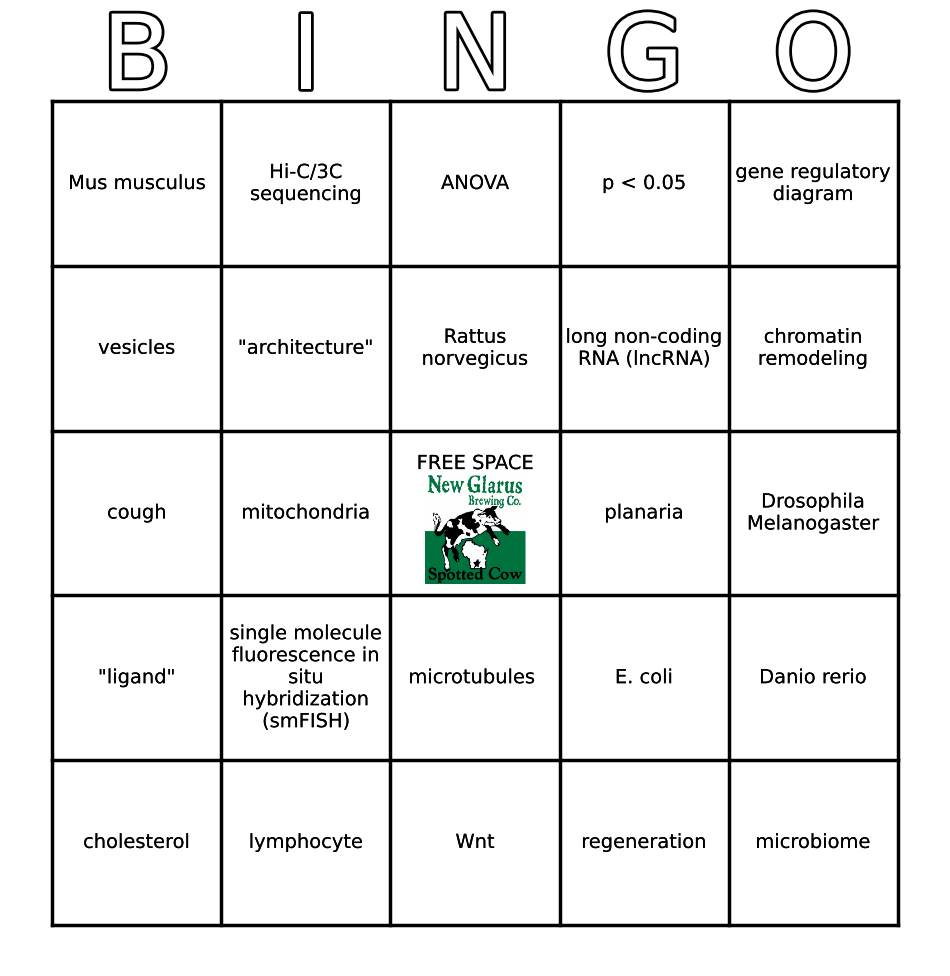 B I N G O
Mus musculus
Hi-C/3C
sequencing
ANOVA
p < 0.05
gene regulatory
diagram
vesicles
"architecture"
Rattus
norvegicus
long non-coding
RNA (lncRNA)
chromatin
remodeling
cough
mitochondria
FREE SPACE
New Glarus
Brewing Co.
Spotted Cow
planaria
Drosophila
Melanogaster
"ligand"
single molecule
fluorescence in
situ
hybridization
(smFISH)
microtubules
E. coli
Danio rerio
cholesterol
lymphocyte
Wnt
regeneration
microbiome